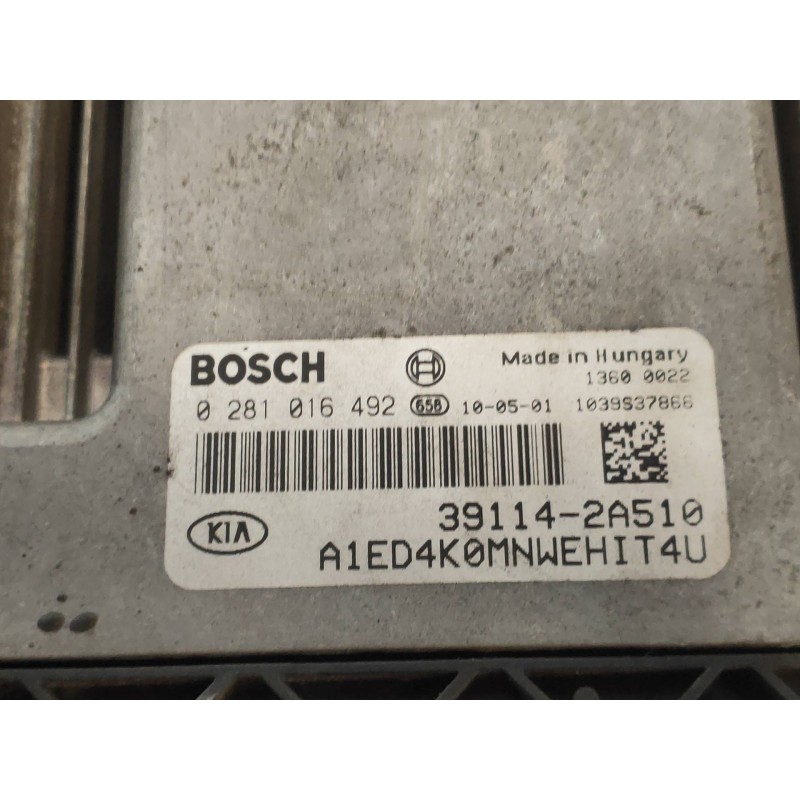 BOSCH Made in Hungary
1360 0022
0 281 016 492 658 10-05-01 1039S37866
39114-2A510
KIA
A1ED4K0MNWEHIT4U